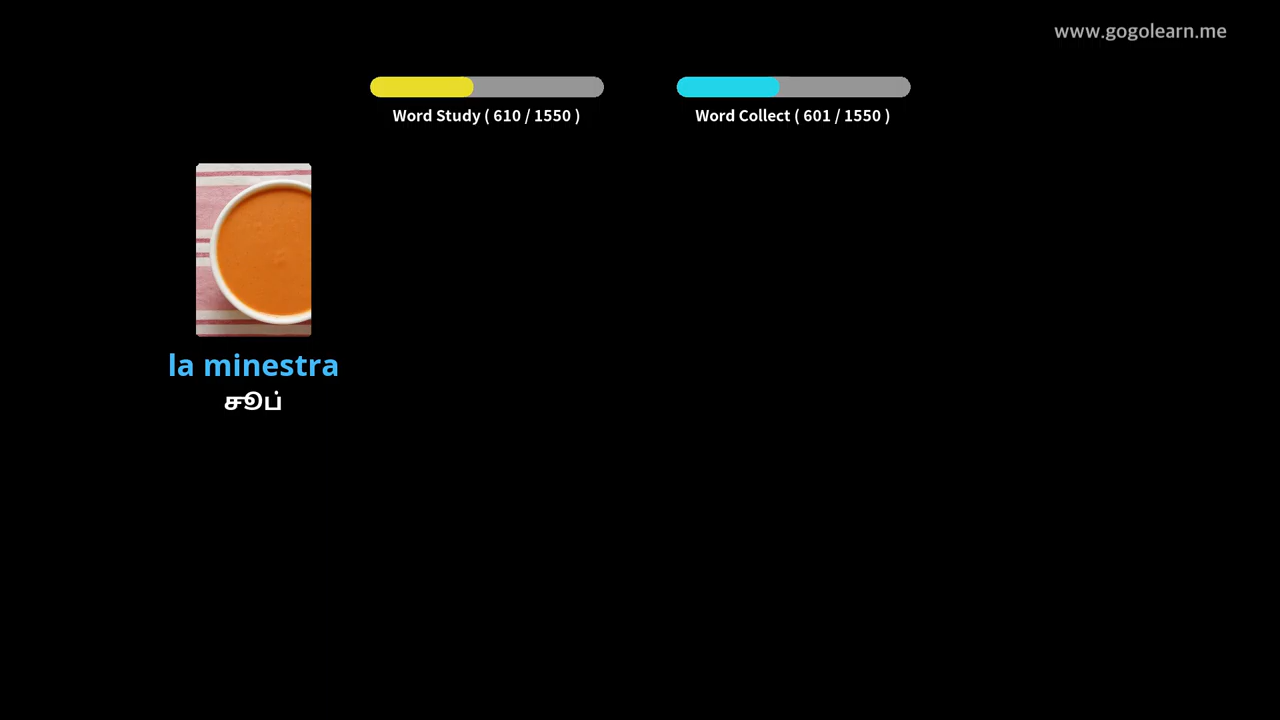 www.gogolearn.me
Word Study ( 610 / 1550 )
Word Collect ( 601 / 1550 )
la minestra
சூப்